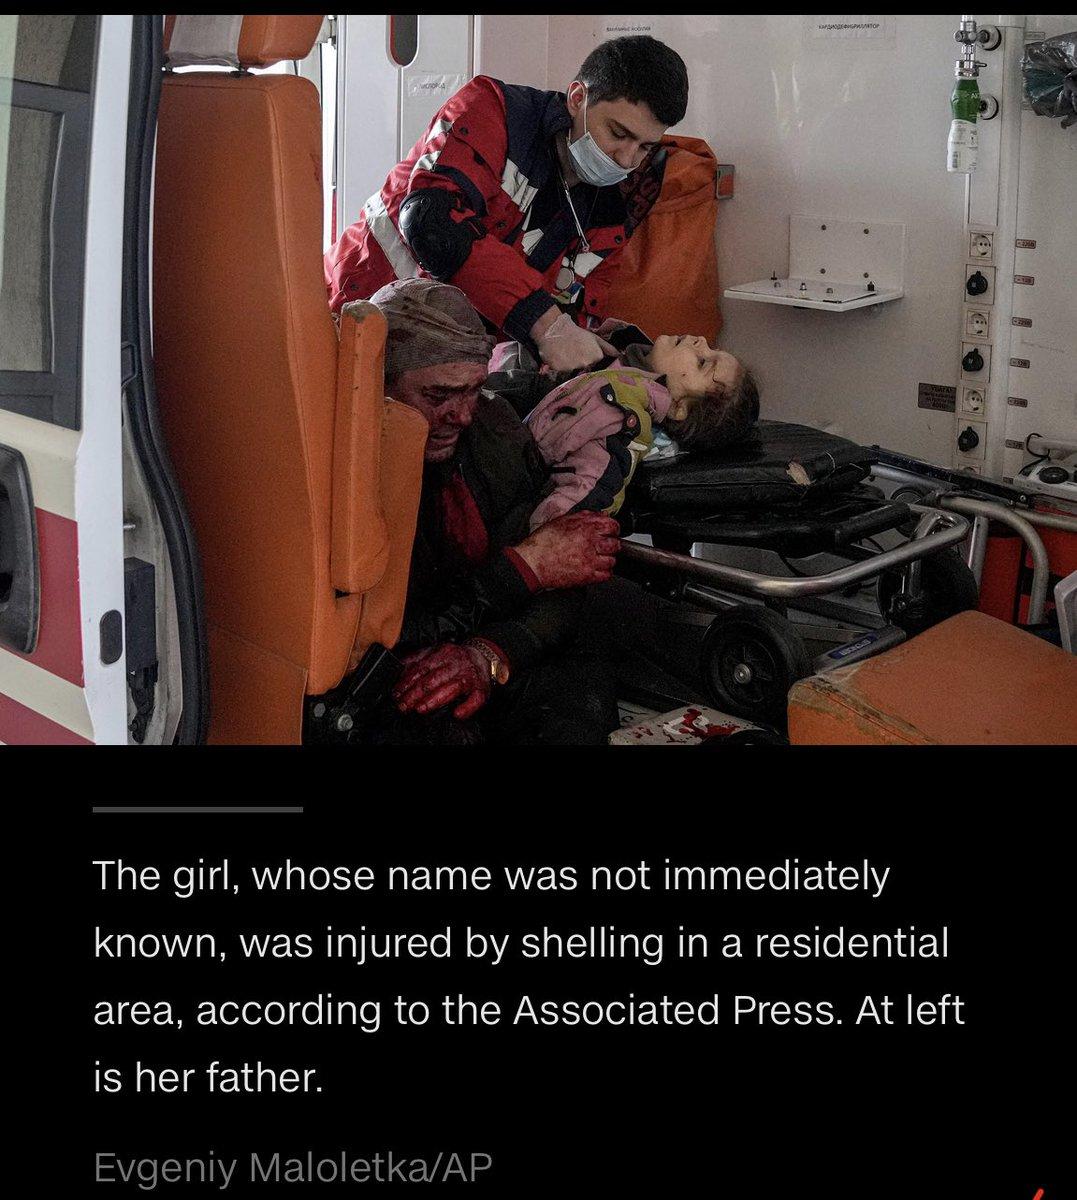 КАРДИОДЕФИБРИЛЛЯТОР
The girl, whose name was not immediately
known, was injured by shelling in a residential
area, according to the Associated Press. At left
is her father.
Evgeniy Maloletka/AP